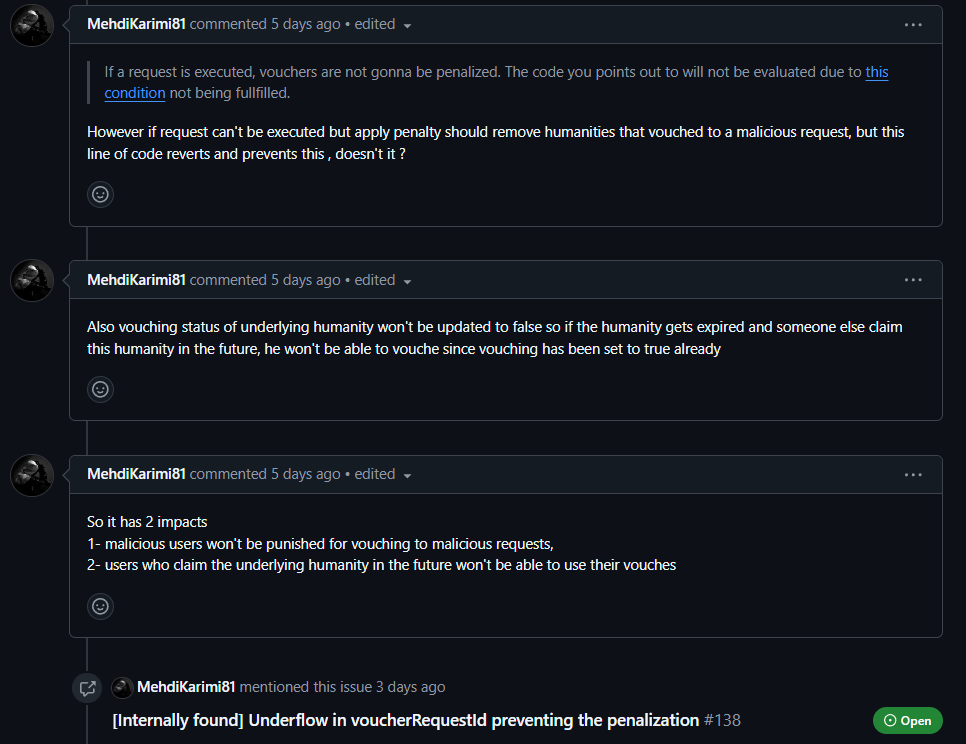 MehdiKarimi81 commented 5 days ago • edited
If a request is executed, vouchers are not gonna be penalized. The code you points out to will not be evaluated due to this
condition not being fullfilled.
However if request can't be executed but apply penalty should remove humanities that vouched to a malicious request, but this
line of code reverts and prevents this , doesn't it ?
MehdiKarimi81 commented 5 days ago • edited
Also vouching status of underlying humanity won't be updated to false so if the humanity gets expired and someone else claim
this humanity in the future, he won't be able to vouche since vouching has been set to true already
MehdiKarimi81 commented 5 days ago • edited
So it has 2 impacts
1- malicious users won't be punished for vouching to malicious requests,
2- users who claim the underlying humanity in the future won't be able to use their vouches
MehdiKarimi81 mentioned this issue 3 days ago
[Internally found] Underflow in voucherRequestId preventing the penalization #138
Open